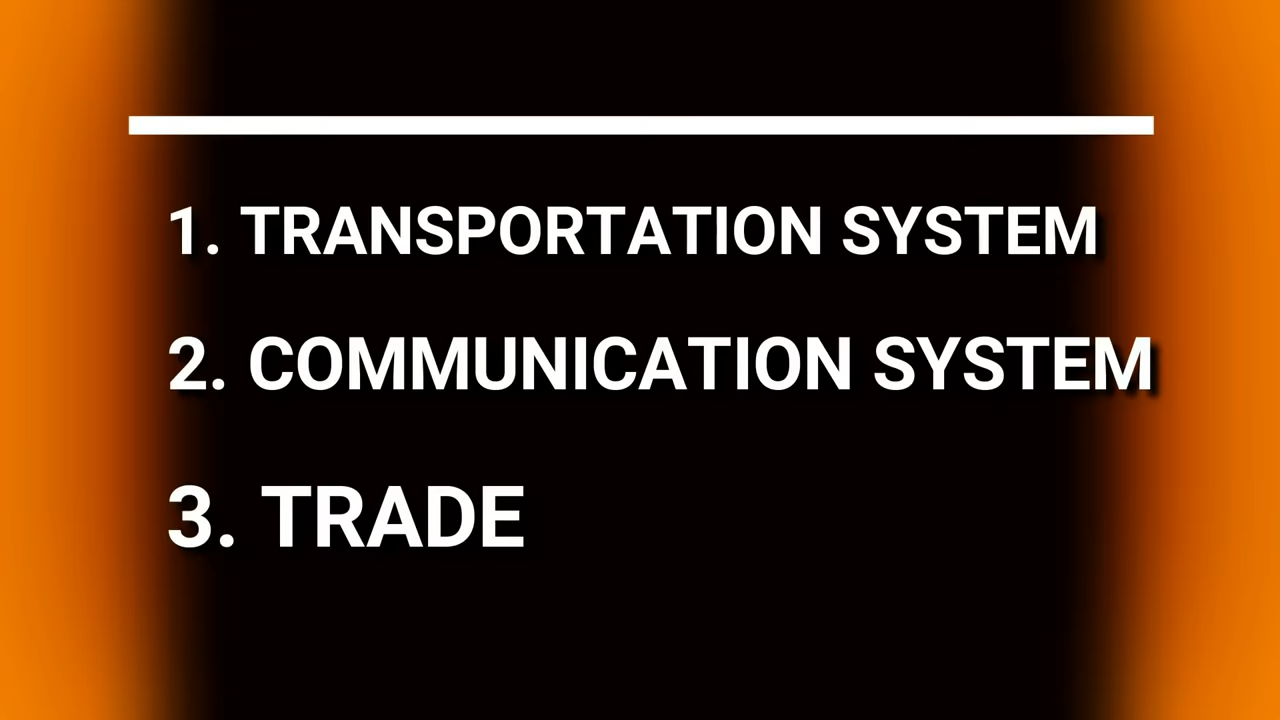 1. TRANSPORTATION SYSTEM
2. COMMUNICATION SYSTEM
3. TRADE